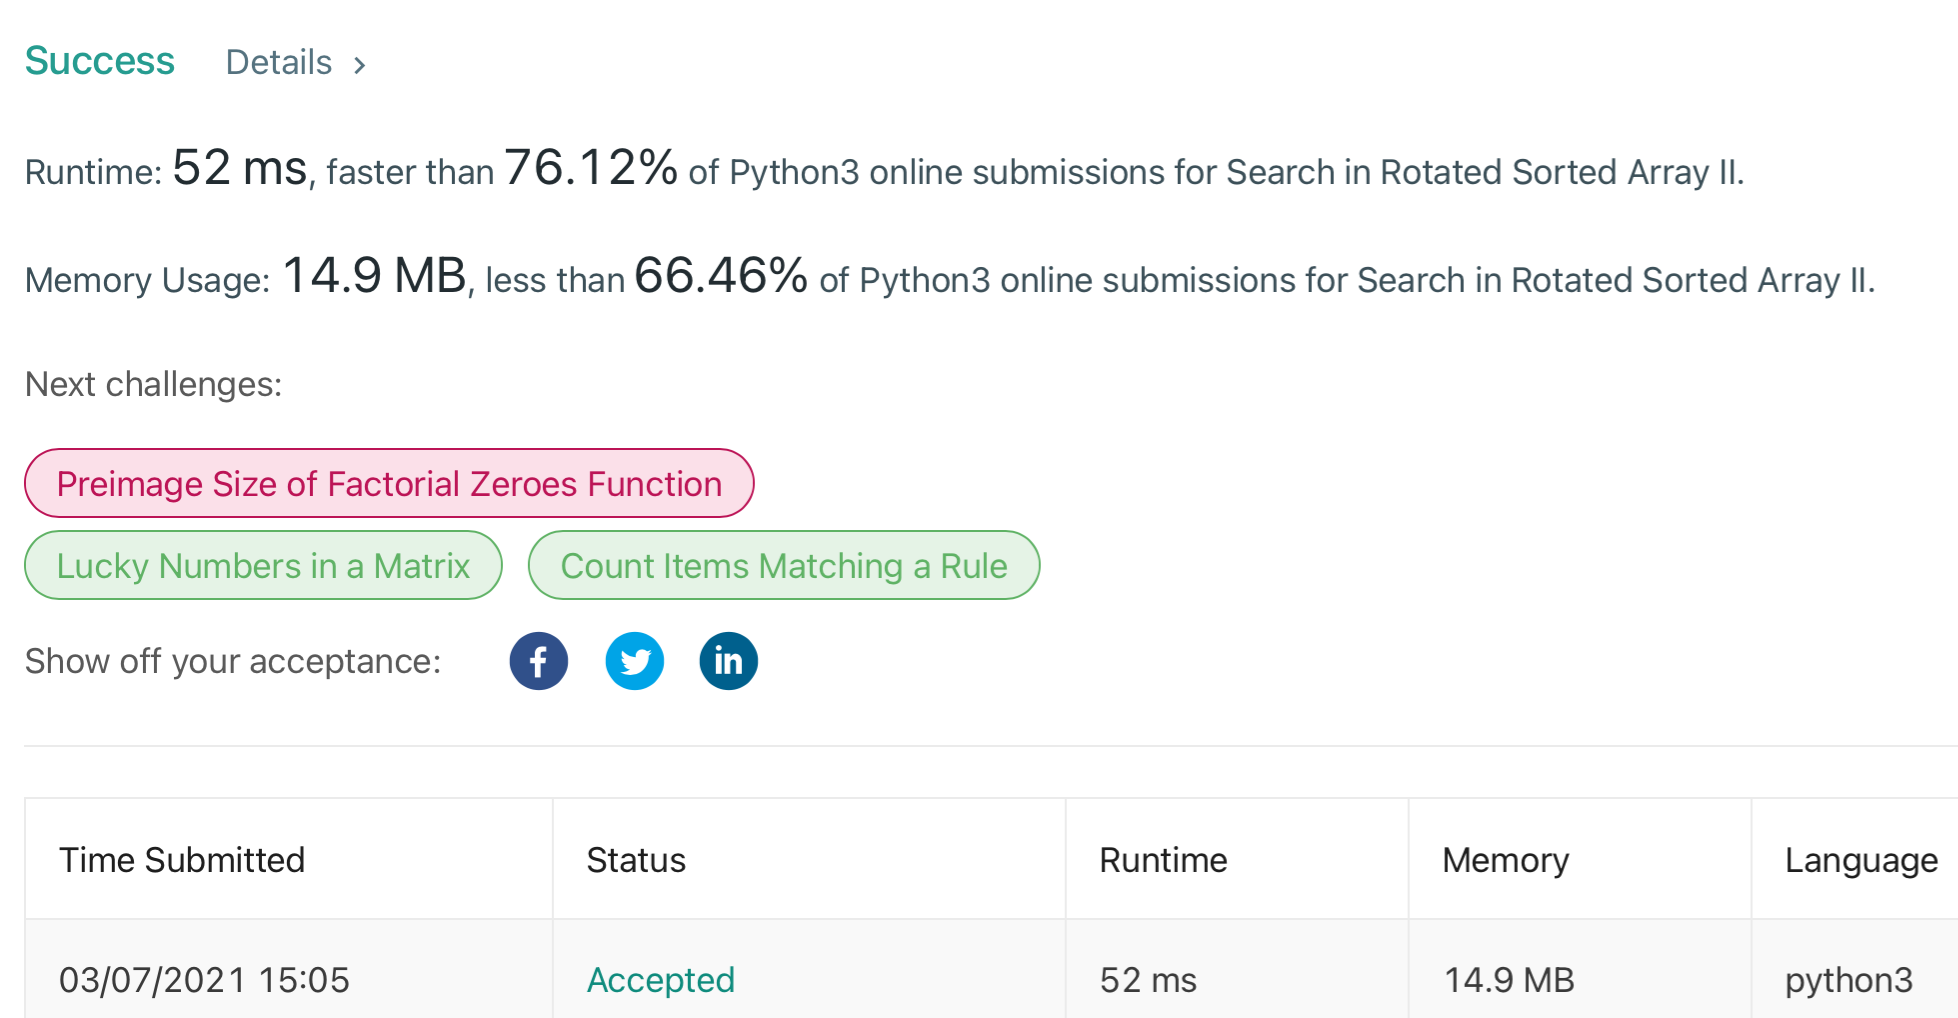 Success Details >
Runtime: 52 ms, faster than 76.12% of Python3 online submissions for Search in Rotated Sorted Array II.
Memory Usage: 14.9 MB, less than 66.46% of Python3 online submissions for Search in Rotated Sorted Array II.
Next challenges:
Preimage Size of Factorial Zeroes Function
Lucky Numbers in a Matrix Count Items Matching a Rule
Show off your acceptance: f in
Time Submitted Status Runtime Memory Language
03/07/2021 15:05 Accepted 52 ms 14.9 MB python3